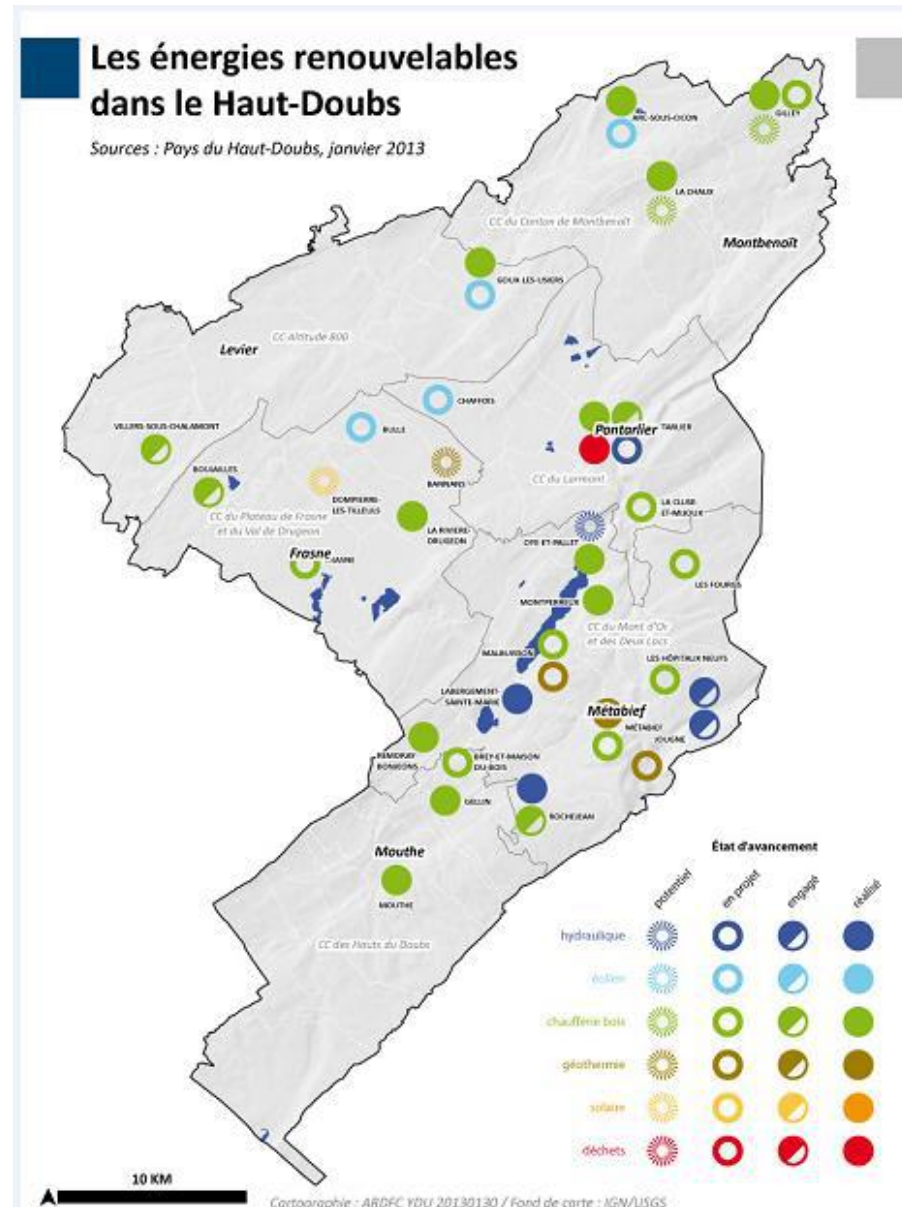 Les énergies renouvelables
dans le Haut-Doubs
Sources : Pays du Haut-Doubs, janvier 2013
ARC-SOUS-CICON
GILLEY
LA CHAUX
CC du Canton de Montbenoît
Montbenoît
GOUX-LES-USIERS
CC Altitude 800
Levier
CHAFFOIS
BULLE
VILLERS-SOUS-CHALAMONT
Pontarlier
TARLIER
BANNANS
BOUJAILLES
CC du Larmont
DOMPIERRE-
LES-TILLEULS
LA CLUSE
ET-MIJOUX
CC du Plateau de Frasne
et du Val de Drugeon
LA RIVIERE-
DRUGEON
OYE-ET-PALLET
Frasne
LES FOURGS
MONTPERREUX
CC du Mont d'Or
et des Deux Lacs
MALBUISSON
LES HÔPITAUX NEUFS
LABERGEMENT-
SAINTE-MARIE
Métabief
MÉTABIEF
JOUGNE
REMORAY
BOUJEONS
BREY-ET-MAISON
DU-BOIS
GELLIN
ROCHEJEAN
Mouthe
MOUTHE
CC des Hauts du Doubs
État d'avancement
potentiel
en projet
engagé
réalisé
hydraulique
éolien
chaufferie bois
géothermie
solaire
déchets
10 KM
Cartographie : ARDFC YDU 20130130 / Fond de carte : IGN/USGS